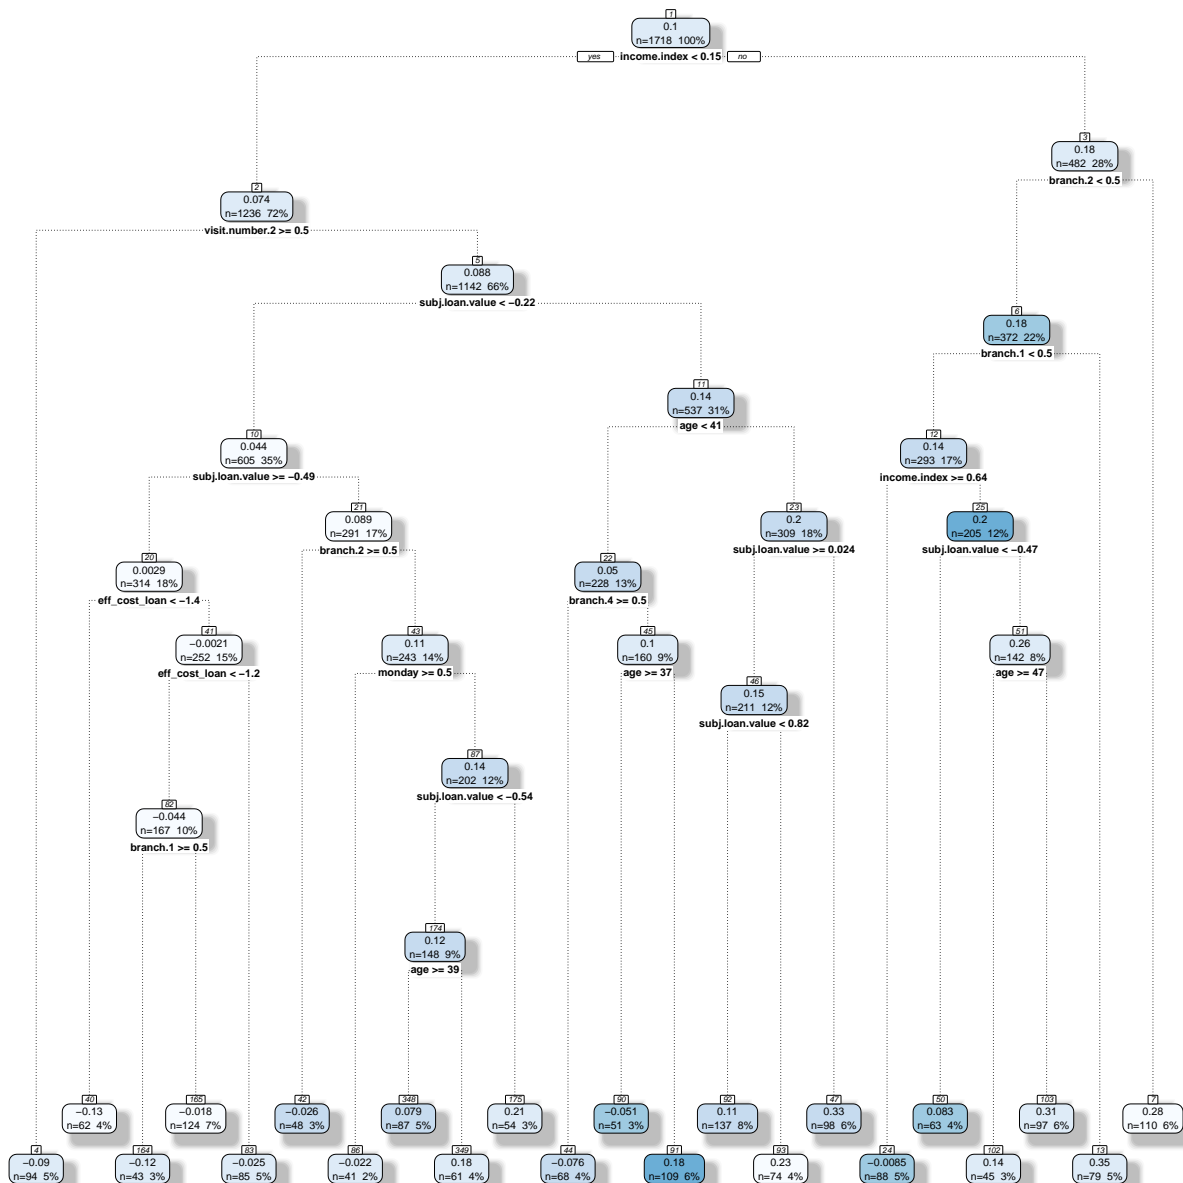 1
0.1
n=1718 100%
yes income.index < 0.15 no
3
0.18
n=482 28%
branch.2 < 0.5
2
0.074
n=1236 72%
visit.number.2 >= 0.5
5
0.088
n=1142 66%
subj.loan.value < −0.22
6
0.18
n=372 22%
branch.1 < 0.5
11
0.14
n=537 31%
age < 41
10
0.044
n=605 35%
subj.loan.value >= −0.49
12
0.14
n=293 17%
income.index >= 0.64
21
0.089
n=291 17%
branch.2 >= 0.5
23
0.2
n=309 18%
subj.loan.value >= 0.024
25
0.2
n=205 12%
subj.loan.value < −0.47
20
0.0029
n=314 18%
eff_cost_loan < −1.4
22
0.05
n=228 13%
branch.4 >= 0.5
41
−0.0021
n=252 15%
eff_cost_loan < −1.2
43
0.11
n=243 14%
monday >= 0.5
45
0.1
n=160 9%
age >= 37
51
0.26
n=142 8%
age >= 47
46
0.15
n=211 12%
subj.loan.value < 0.82
87
0.14
n=202 12%
subj.loan.value < −0.54
82
−0.044
n=167 10%
branch.1 >= 0.5
174
0.12
n=148 9%
age >= 39
40
−0.13
n=62 4%
165
−0.018
n=124 7%
42
−0.026
n=48 3%
348
0.079
n=87 5%
175
0.21
n=54 3%
90
−0.051
n=51 3%
92
0.11
n=137 8%
47
0.33
n=98 6%
50
0.083
n=63 4%
103
0.31
n=97 6%
7
0.28
n=110 6%
4
−0.09
n=94 5%
164
−0.12
n=43 3%
83
−0.025
n=85 5%
86
−0.022
n=41 2%
349
0.18
n=61 4%
44
−0.076
n=68 4%
91
0.18
n=109 6%
93
0.23
n=74 4%
24
−0.0085
n=88 5%
102
0.14
n=45 3%
13
0.35
n=79 5%